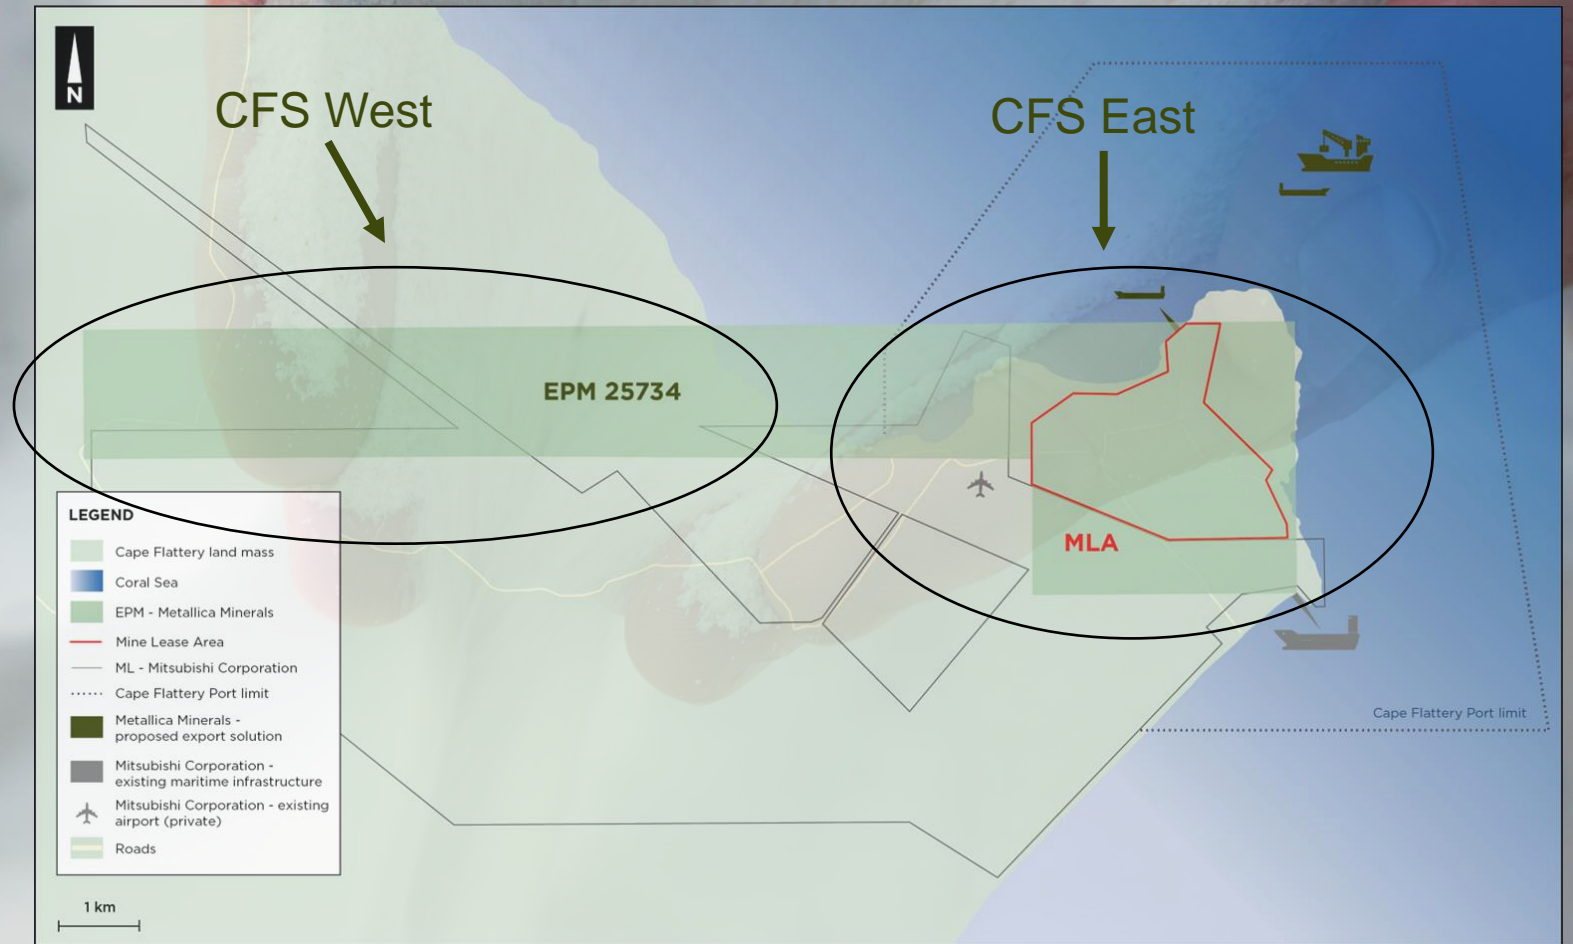 N
CFS West
CFS East
EPM 25734
MLA
LEGEND
Cape Flattery land mass
Coral Sea
EPM - Metallica Minerals
Mine Lease Area
ML - Mitsubishi Corporation
Cape Flattery Port limit
Metallica Minerals -
proposed export solution
Mitsubishi Corporation -
existing maritime infrastructure
Mitsubishi Corporation - existing
airport (private)
Roads
Cape Flattery Port limit
1 km